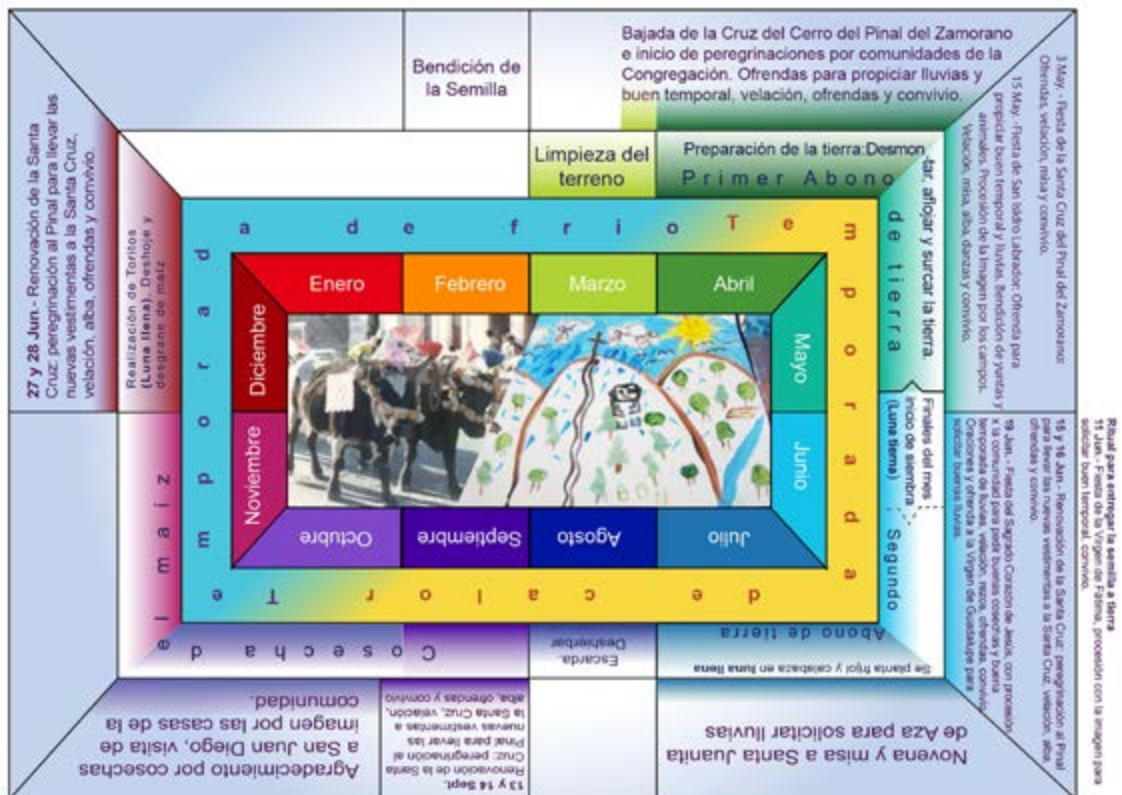 Bajada de la Cruz del Cerro del Pinal del Zamorano
e inicio de peregrinaciones por comunidades de la
Congregación. Ofrendas para propiciar lluvias y
buen temporal, velación, ofrendas y convivio.
Bendición de
la Semilla
3 May. - Fiesta de la Santa Cruz del Pinal del Zamorano:
Ofrendas, velación, misa y convivio.
15 May. -Fiesta de San Isidro Labrador: Ofrenda para
propiciar buen temporal y lluvias. Bendición de yuntas y
animales. Procesión de la Imagen por los campos.
Velación, misa, alba, danzas y convivio.
Ritual para entregar la semilla a tierra
11 Jun. - Fiesta de la Virgen de Fátima, procesión con la imagen para
solicitar buen temporal, convivio.
15 y 16 Jun - Renovación de la Santa Cruz: peregrinación al Pinal
para llevar las nuevas vestimentas a la Santa Cruz, velación, alba,
ofrendas y convivio.
19 Jun. - Fiesta del Sagrado Corazón de Jesús, con procesión
x la comunidad para pedir buenas cosechas y buena
temporada de lluvias, velación, rezos, ofrendas, convivio
Oraciones y ofrenda a la Virgen de Guadalupe para
solicitar buenas lluvias.
Novena y misa a Santa Juanita
de Aza para solicitar lluvias
13 y 14 Sept.
Renovación de la Santa
Cruz: peregrinación al
Pinal para llevar las
nuevas vestimentas a
la Santa Cruz, velación,
alba, ofrendas y convivio
Agradecimiento por cosechas
a San Juan Diego, visita de
imagen por las casas de la
comunidad.
27 y 28 Jun.- Renovación de la Santa
Cruz: peregrinación al Pinal para llevar las
nuevas vestimentas a la Santa Cruz,
velación, alba, ofrendas y convivio.
Limpieza del
terreno
Preparación de la tierra:Desmon
-tar, aflojar y surcar la tierra.
Primer Abono
de tierra
Finales del mes
inicio de siembra
(Luna tierna)
Segundo
Abono de tierra
Se planta frijol y calabaza en luna llena
Escarda.
Deshierbar
Cosecha d
el maíz
Realización de Toritos
(Luna llena). Deshoje y
desgrane de maíz
Temporada de frio
Temporada
de calor
Enero
Febrero
Marzo
Abril
Mayo
Junio
Julio
Agosto
Septiembre
Octubre
Noviembre
Diciembre